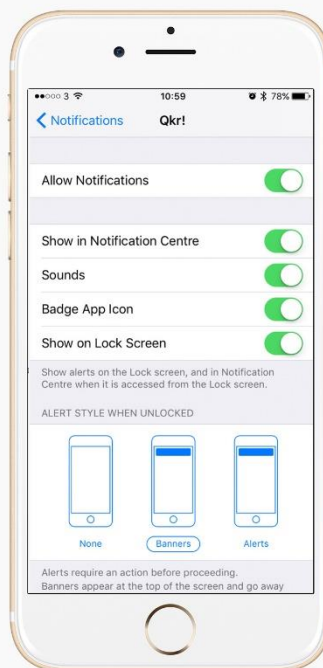 3 10:59 78%
Notifications Qkr!
Allow Notifications
Show in Notification Centre
Sounds
Badge App Icon
Show on Lock Screen
Show alerts on the Lock screen, and in Notification
Centre when it is accessed from the Lock screen.
ALERT STYLE WHEN UNLOCKED
None Banners Alerts
Alerts require an action before proceeding.
Banners appear at the top of the screen and go away